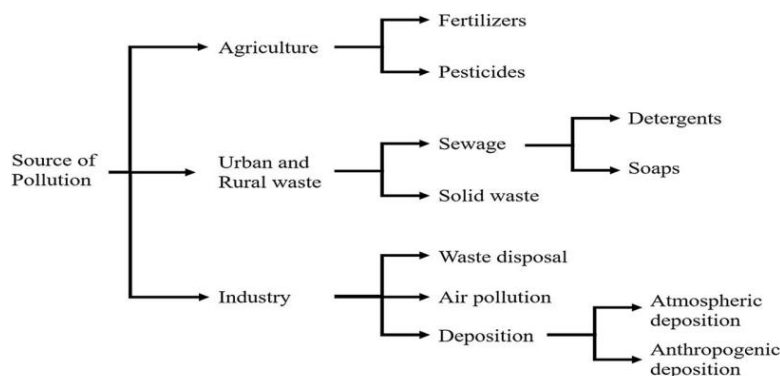 Source of
Pollution
Agriculture
Fertilizers
Pesticides
Urban and
Rural waste
Sewage
Detergents
Soaps
Solid waste
Industry
Waste disposal
Air pollution
Deposition
Atmospheric
deposition
Anthropogenic
deposition